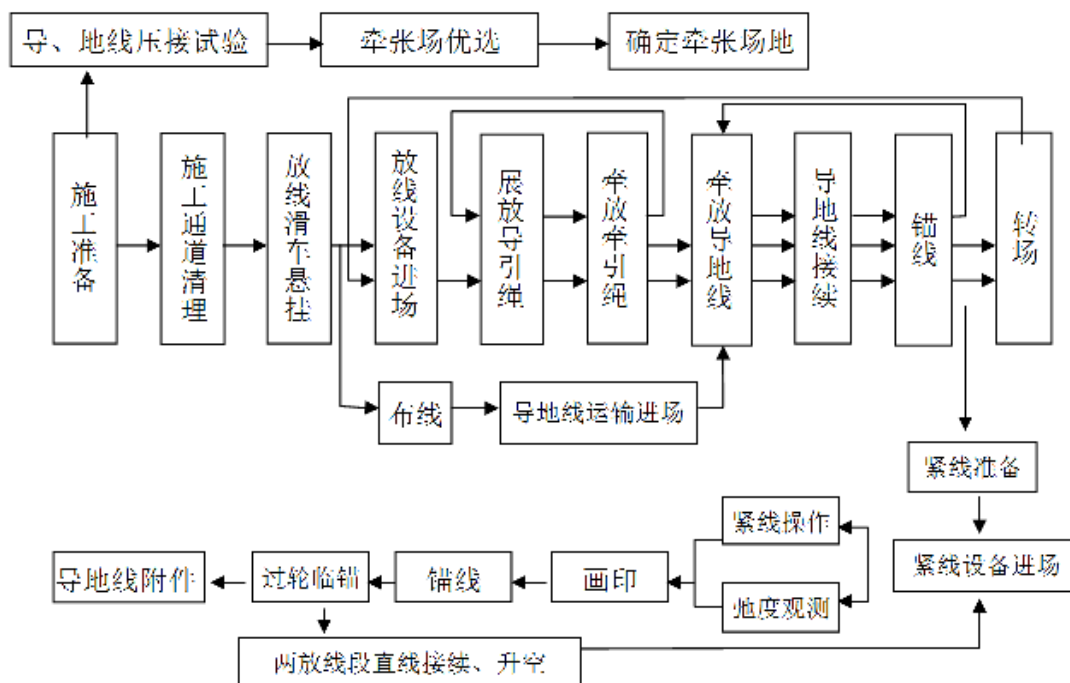 导、地线压接试验
牵张场优选
确定牵张场地
施工准备
施工通道清理
放线滑车悬挂
放线设备进场
展放导引绳
牵放牵引绳
牵放导地线
导地线接续
锚线
转场
布线
导地线运输进场
紧线准备
紧线操作
紧线设备进场
导地线附件
过轮临锚
锚线
画印
弛度观测
两放线段直线接续、升空